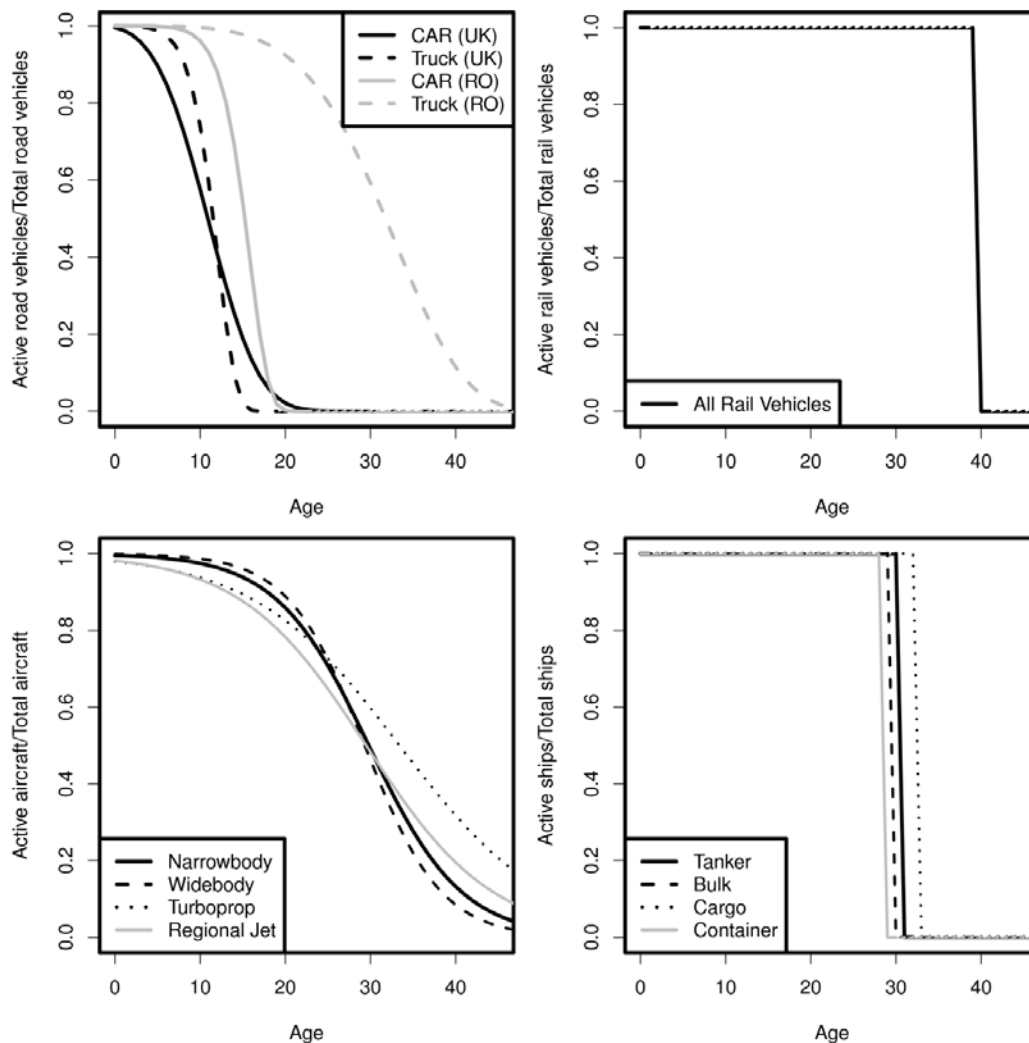 Active road vehicles/Total road vehicles
1.0
0.8
0.6
0.4
0.2
0.0
CAR (UK)
Truck (UK)
CAR (RO)
Truck (RO)
0 10 20 30 40
Age
Active rail vehicles/Total rail vehicles
1.0
0.8
0.6
0.4
0.2
0.0
All Rail Vehicles
0 10 20 30 40
Age
Active aircraft/Total aircraft
1.0
0.8
0.6
0.4
0.2
0.0
Narrowbody
Widebody
Turboprop
Regional Jet
0 10 20 30 40
Age
Active ships/Total ships
1.0
0.8
0.6
0.4
0.2
0.0
Tanker
Bulk
Cargo
Container
0 10 20 30 40
Age